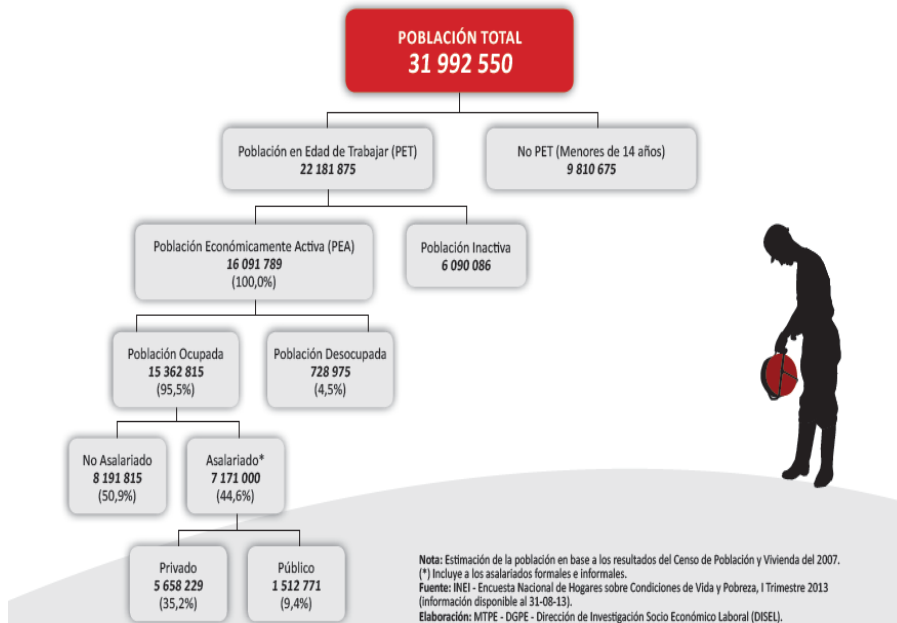 POBLACIÓN TOTAL
31 992 550
Población en Edad de Trabajar (PET)
22 181 875
No PET (Menores de 14 años)
9 810 675
Población Económicamente Activa (PEA)
16 091 789
(100,0%)
Población Inactiva
6 090 086
Población Ocupada
15 362 815
(95,5%)
Población Desocupada
728 975
(4,5%)
No Asalariado
8 191 815
(50,9%)
Asalariado*
7 171 000
(44,6%)
Privado
5 658 229
(35,2%)
Público
1 512 771
(9,4%)
Nota: Estimación de la población en base a los resultados del Censo de Población y Vivienda del 2007.
(*) Incluye a los asalariados formales e informales.
Fuente: INEI - Encuesta Nacional de Hogares sobre Condiciones de Vida y Pobreza, I Trimestre 2013
(información disponible al 31-08-13).
Elaboración: MTPE - DGPE - Dirección de Investigación Socio Económico Laboral (DISEL).